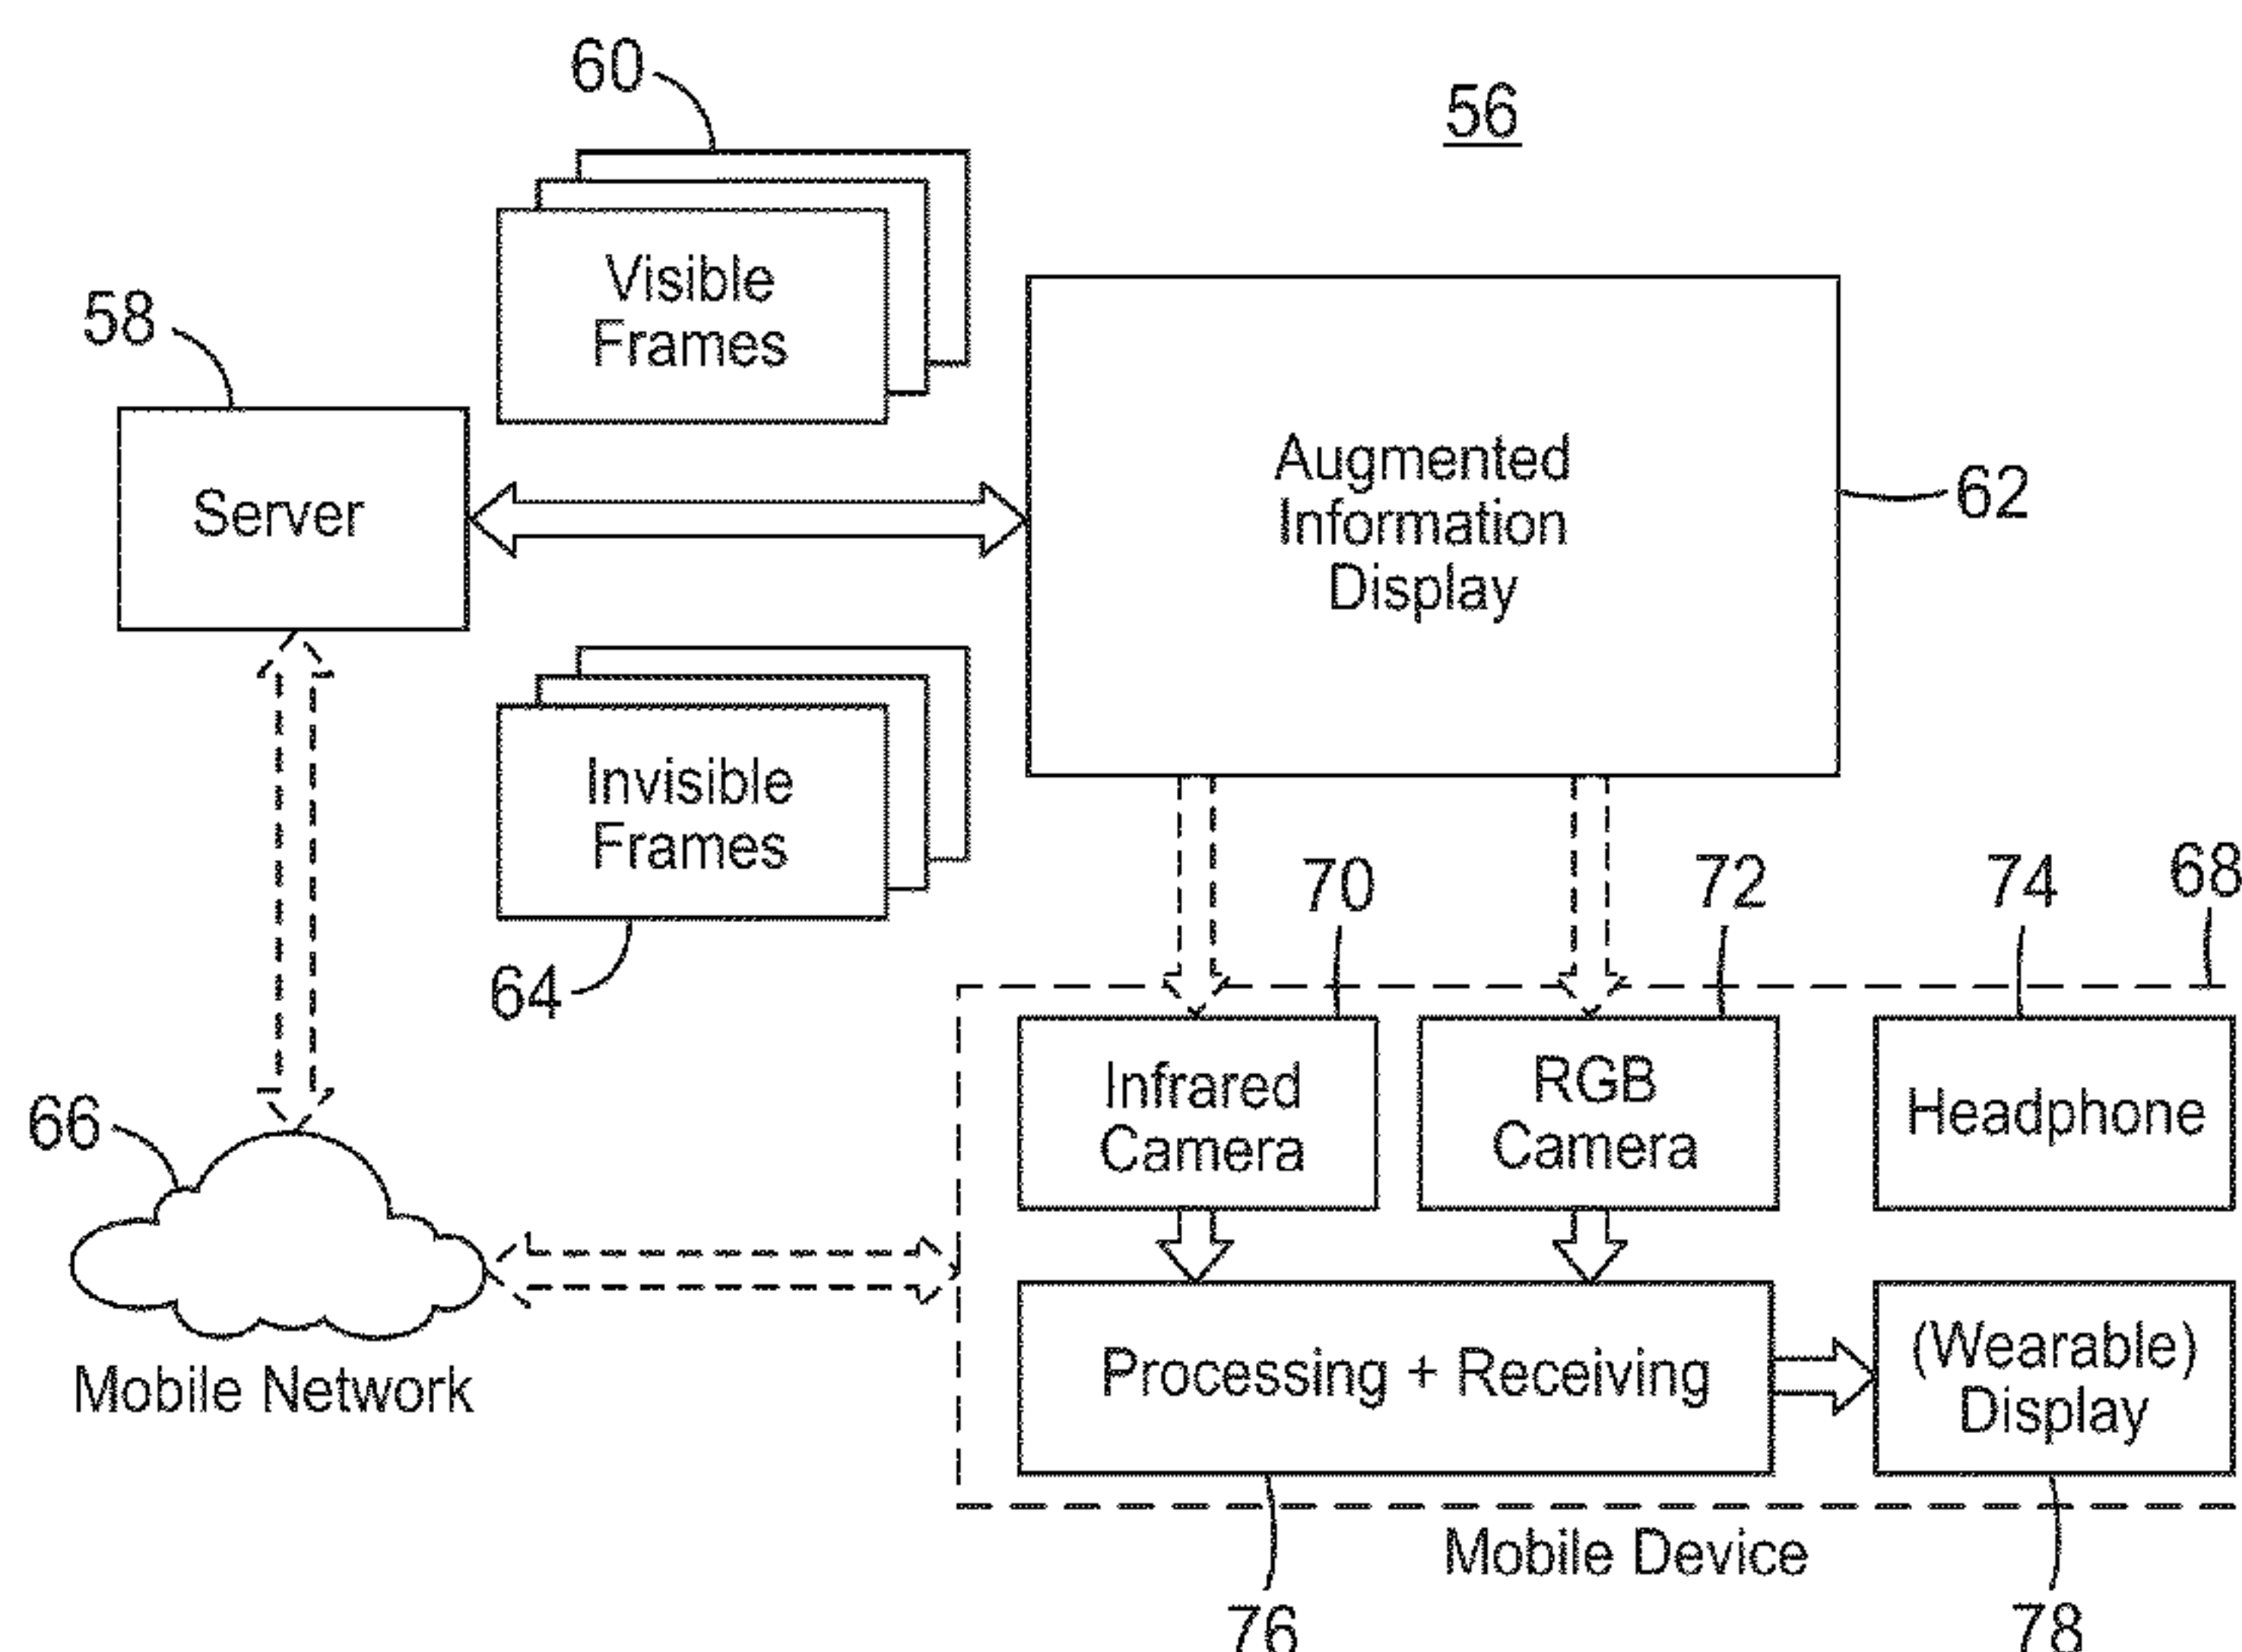 60
56
Visible
Frames
58
Server
Augmented
Information
Display
62
Invisible
Frames
64
70
72
74
68
66
Infrared
Camera
RGB
Camera
Headphone
Mobile Network
Processing + Receiving
(Wearable)
Display
Mobile Device
76
78